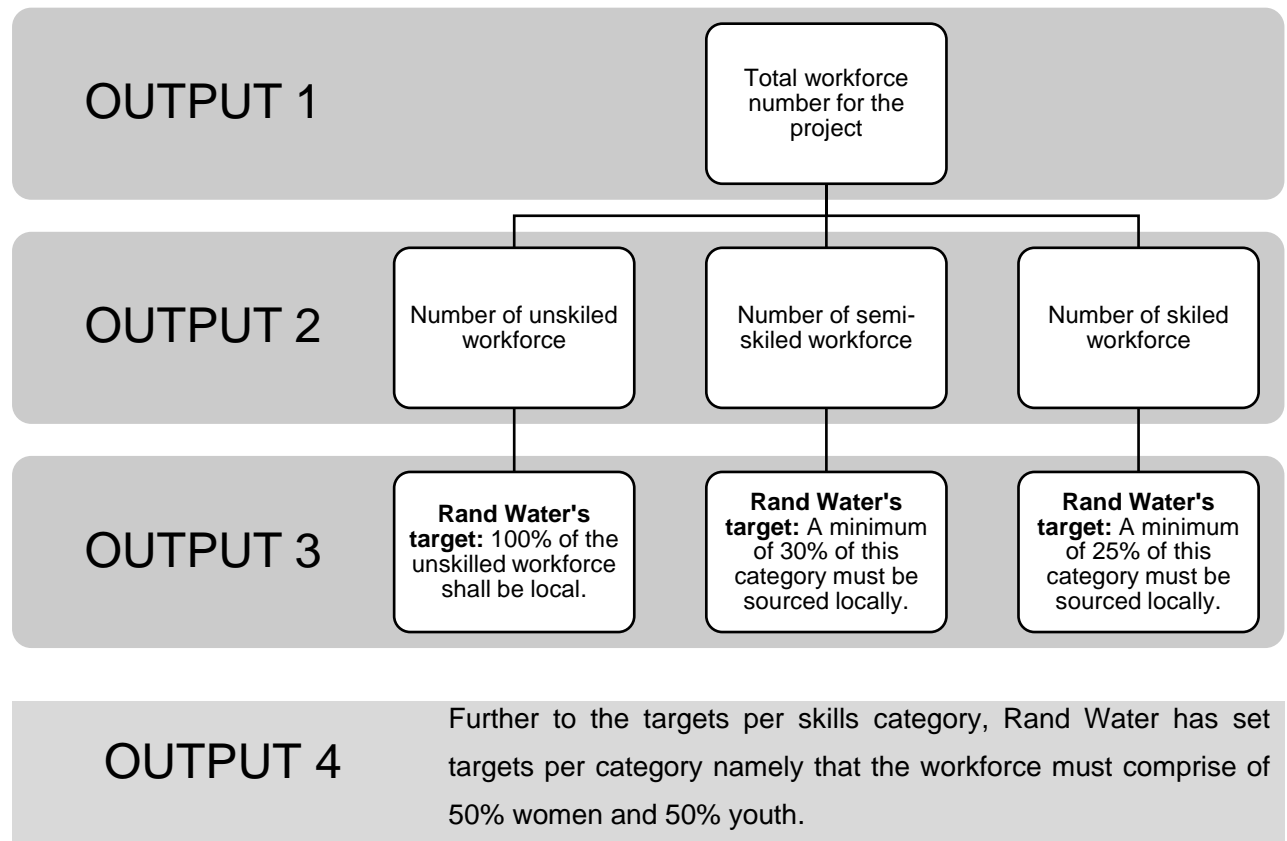 OUTPUT 1
Total workforce
number for the
project
OUTPUT 2
Number of unskiled
workforce
Number of semi-
skiled workforce
Number of skiled
workforce
OUTPUT 3
Rand Water's
target: 100% of the
unskilled workforce
shall be local.
Rand Water's
target: A minimum
of 30% of this
category must be
sourced locally.
Rand Water's
target: A minimum
of 25% of this
category must be
sourced locally.
OUTPUT 4
Further to the targets per skills category, Rand Water has set
targets per category namely that the workforce must comprise of
50% women and 50% youth.